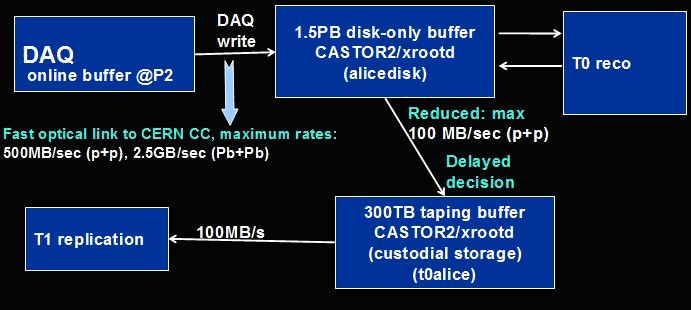 DAQ
online buffer @P2
DAQ
write
1.5PB disk-only buffer
CASTOR2/xrootd
(alicedisk)
T0 reco
Fast optical link to CERN CC, maximum rates:
500MB/sec (p+p), 2.5GB/sec (Pb+Pb)
Reduced: max
100 MB/sec (p+p)
Delayed
decision
300TB taping buffer
CASTOR2/xrootd
(custodial storage)
(t0alice)
100MB/s
T1 replication